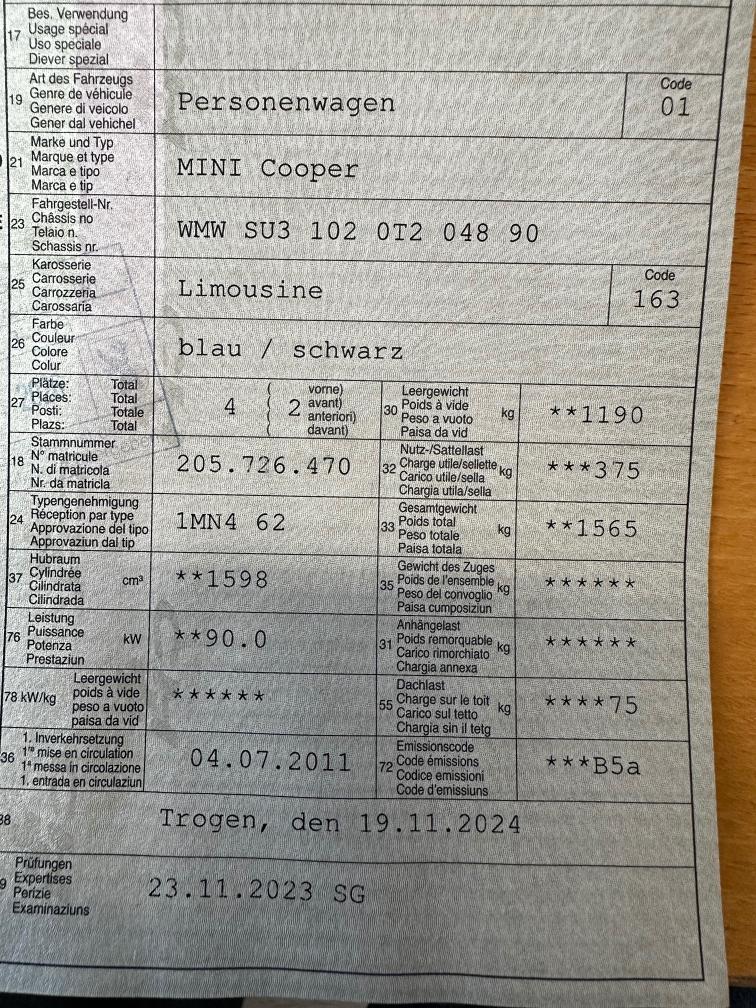 17 Bes. Verwendung
Usage spécial
Uso speciale
Diever spezial
19 Art des Fahrzeugs
Genre de véhicule
Genere di veicolo
Gener dal vehichel
Personenwagen
Code
01
21 Marke und Typ
Marque et type
Marca e tipo
Marca e tip
MINI Cooper
23 Fahrgestell-Nr.
Châssis no
Telaio n.
Schassis nr.
WMW SU3 102 0T2 048 90
25 Karosserie
Carrosserie
Carrozzeria
Carossaria
Limousine
Code
163
26 Farbe
Couleur
Colore
Colur
blau / schwarz
27 Plätze: Total
Places: Total
Posti: Totale
Plazs: Total
4 ( 2 vorne)
( avant)
( anteriori)
( davant)
30 Leergewicht
Poids à vide kg
Peso a vuoto
Paisa da vid
**1190
18 Stammnummer
N° matricule
N. di matricola
Nr. da matricla
205.726.470
32 Nutz-/Sattellast
Charge utile/sellette kg
Carico utile/sella
Chargia utila/sella
***375
24 Typengenehmigung
Réception par type
Approvazione del tipo
Approvaziun dal tip
1MN4 62
33 Gesamtgewicht
Poids total kg
Peso totale
Paisa totala
**1565
37 Hubraum
Cylindrée cm³
Cilindrata
Cilindrada
**1598
35 Gewicht des Zuges
Poids de l'ensemble kg
Peso del convoglio
Paisa cumposiziun
******
76 Leistung
Puissance kW
Potenza
Prestaziun
**90.0
31 Anhängelast
Poids remorquable kg
Carico rimorchiato
Chargia annexa
******
78 kW/kg Leergewicht
poids à vide
peso a vuoto
paisa da vid
******
55 Dachlast
Charge sur le toit kg
Carico sul tetto
Chargia sin il tetg
****75
36 1. Inverkehrsetzung
1re mise en circulation
1a messa in circolazione
1. entrada en circulaziun
04.07.2011
72 Emissionscode
Code émissions
Codice emissioni
Code d'emissiuns
***B5a
38 Trogen, den 19.11.2024
9 Prüfungen
Expertises
Perizie
Examinaziuns
23.11.2023 SG